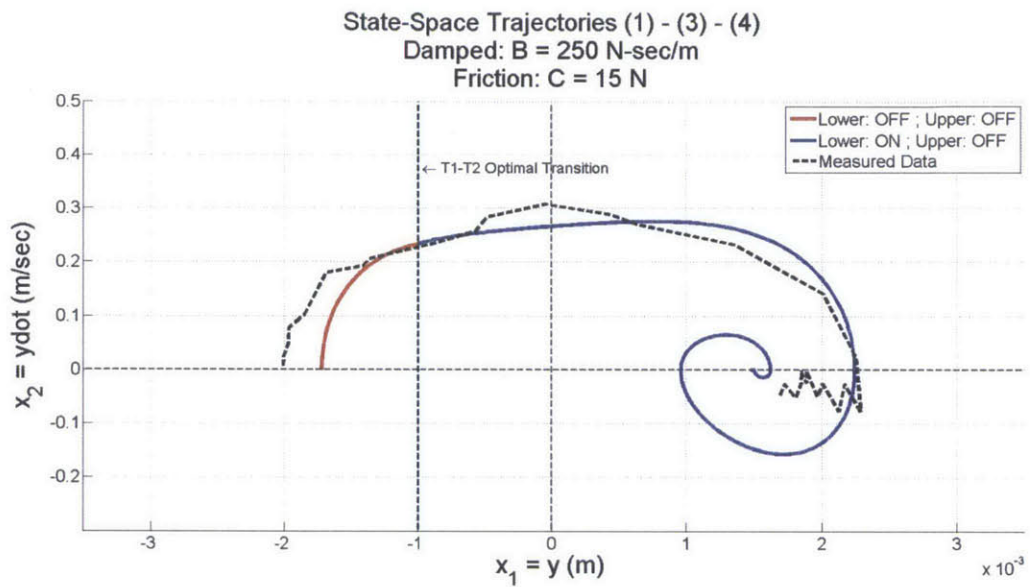 State-Space Trajectories (1) - (3) - (4)
Damped: B = 250 N-sec/m
Friction: C = 15 N
0.5
0.4
0.3
0.2
0.1
0
-0.1
-0.2
x2 = ydot (m/sec)
← T1-T2 Optimal Transition
Lower: OFF ; Upper: OFF
Lower: ON ; Upper: OFF
Measured Data
-3
-2
-1
0
1
2
3
x1 = y (m)
x 10-3